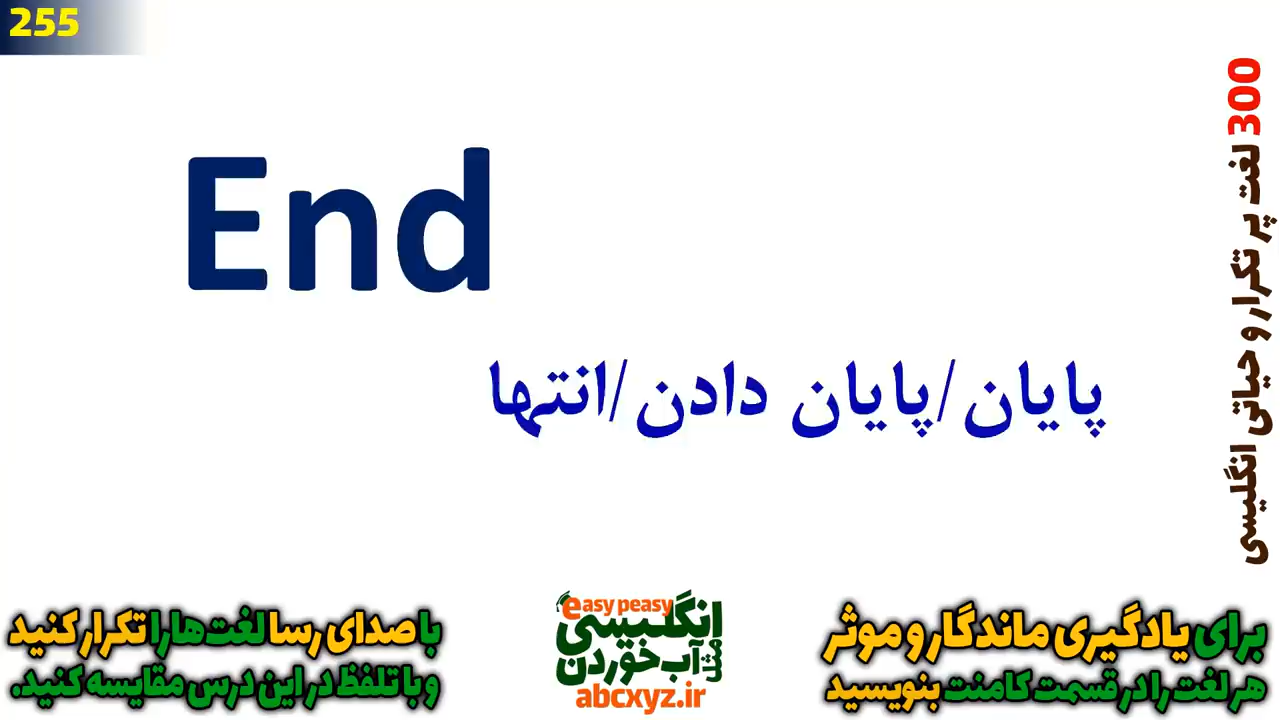 255
End
پایان/پایان دادن/انتها
300 لغت پر تکرار و حیاتی انگلیسی
برای یادگیری ماندگار و موثر
هر لغت را در قسمت کامنت بنویسید
easy peasy
انگلیسی
مثل آب خوردن
abcxyz.ir
با صدای رسا لغت‌ها را تکرار کنید
و با تلفظ در این درس مقایسه کنید.